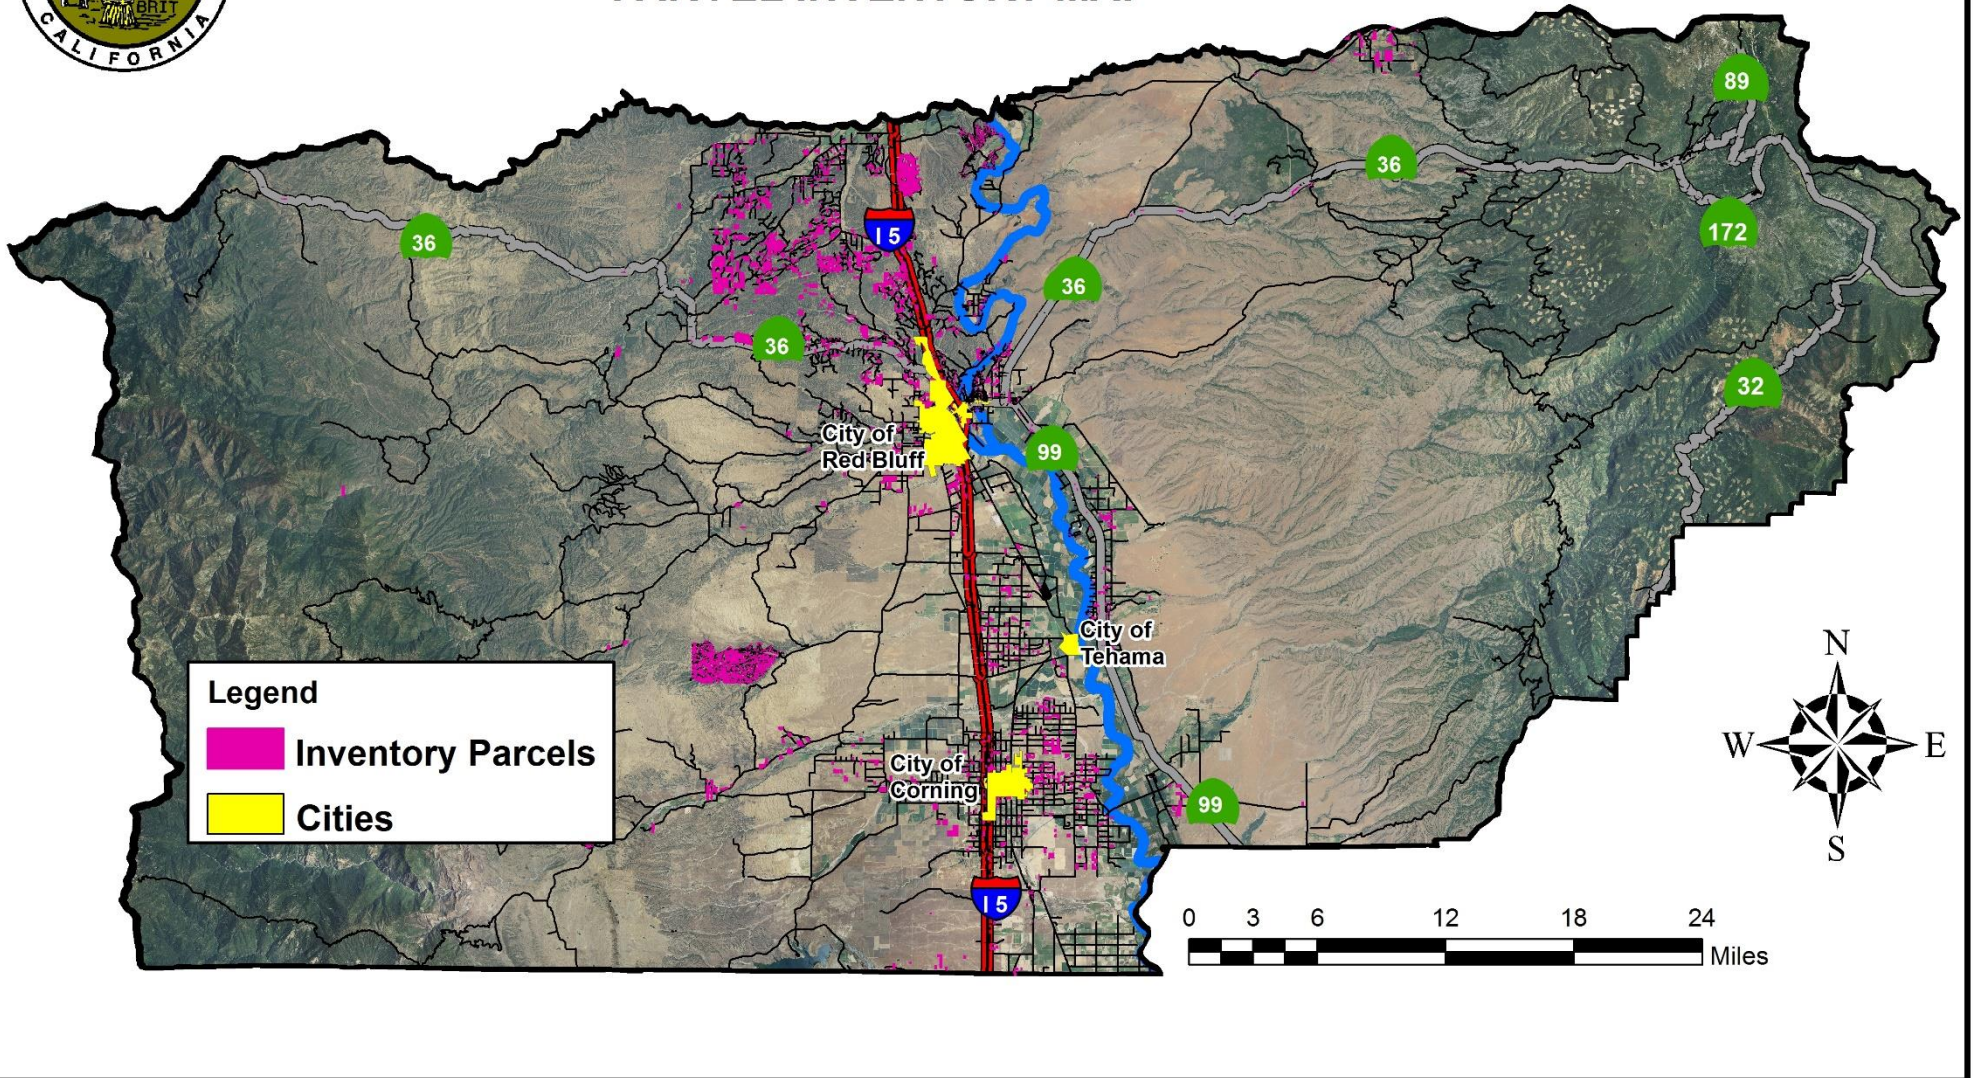 BRIT
CALIFORNIA
89
36
172
36
I 5
36
36
32
City of
Red Bluff
99
City of
Tehama
N
W E
S
Legend
Inventory Parcels
Cities
City of
Corning
99
I 5
0 3 6 12 18 24
Miles